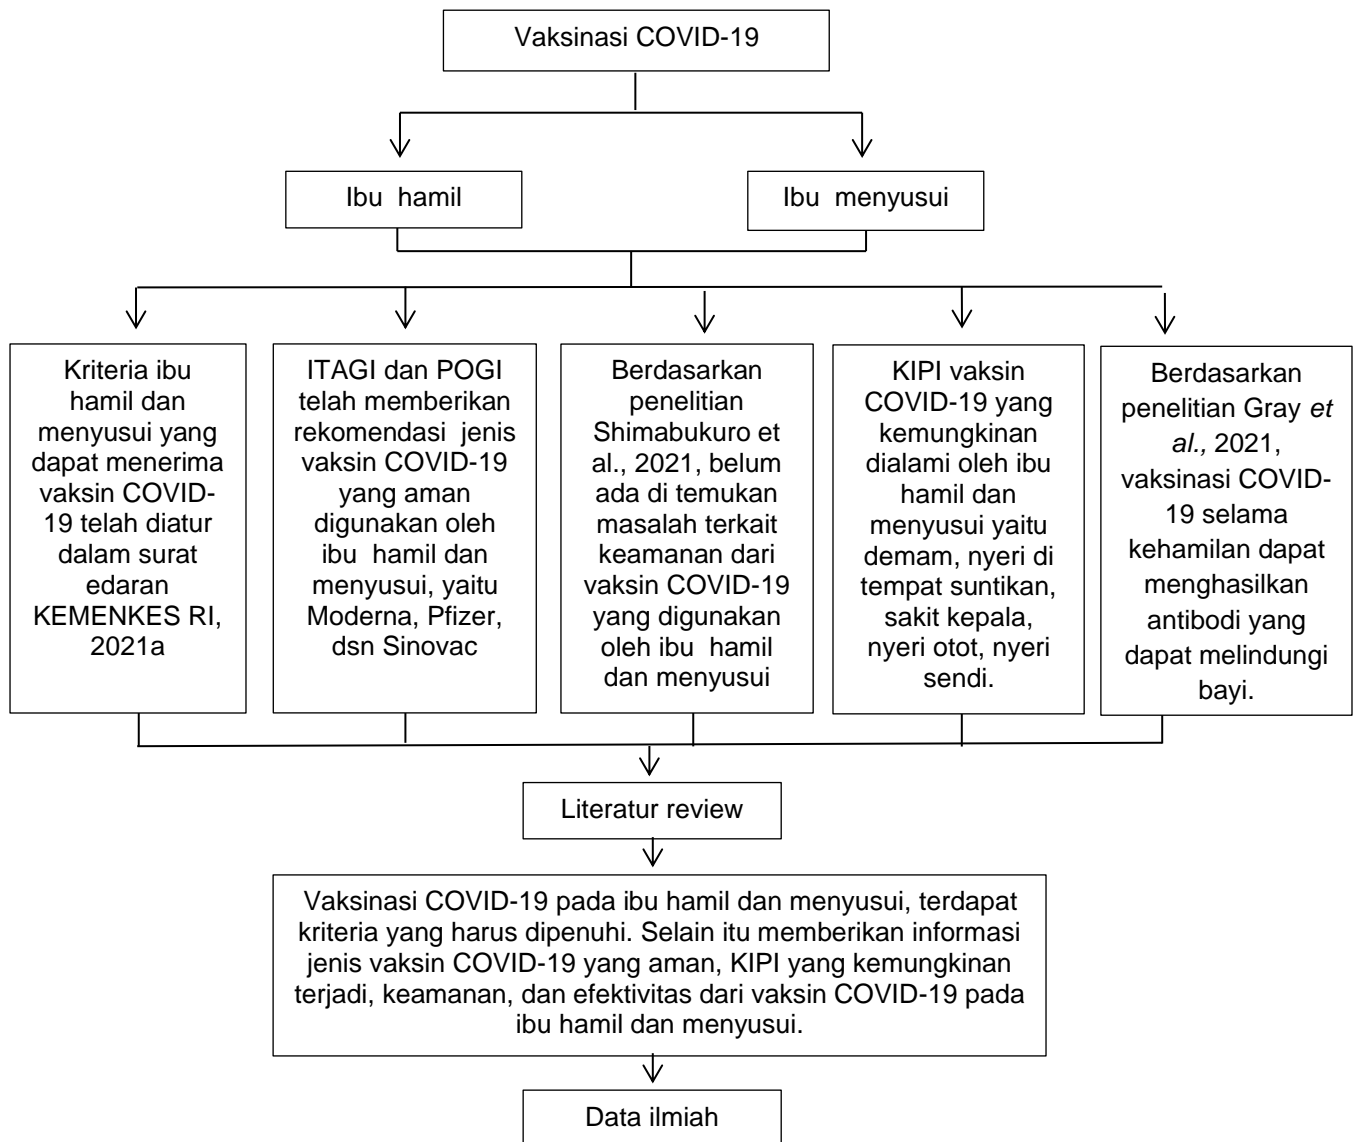 Vaksinasi COVID-19
Ibu hamil
Ibu menyusui
Kriteria ibu
hamil dan
menyusui yang
dapat menerima
vaksin COVID-
19 telah diatur
dalam surat
edaran
KEMENKES RI,
2021a
ITAGI dan POGI
telah memberikan
rekomendasi jenis
vaksin COVID-19
yang aman
digunakan oleh
ibu hamil dan
menyusui, yaitu
Moderna, Pfizer,
dsn Sinovac
Berdasarkan
penelitian
Shimabukuro et
al., 2021, belum
ada di temukan
masalah terkait
keamanan dari
vaksin COVID-19
yang digunakan
oleh ibu hamil
dan menyusui
KIPI vaksin
COVID-19 yang
kemungkinan
dialami oleh ibu
hamil dan
menyusui yaitu
demam, nyeri di
tempat suntikan,
sakit kepala,
nyeri otot, nyeri
sendi.
Berdasarkan
penelitian Gray et
al., 2021,
vaksinasi COVID-
19 selama
kehamilan dapat
menghasilkan
antibodi yang
dapat melindungi
bayi.
Literatur review
Vaksinasi COVID-19 pada ibu hamil dan menyusui, terdapat
kriteria yang harus dipenuhi. Selain itu memberikan informasi
jenis vaksin COVID-19 yang aman, KIPI yang kemungkinan
terjadi, keamanan, dan efektivitas dari vaksin COVID-19 pada
ibu hamil dan menyusui.
Data ilmiah